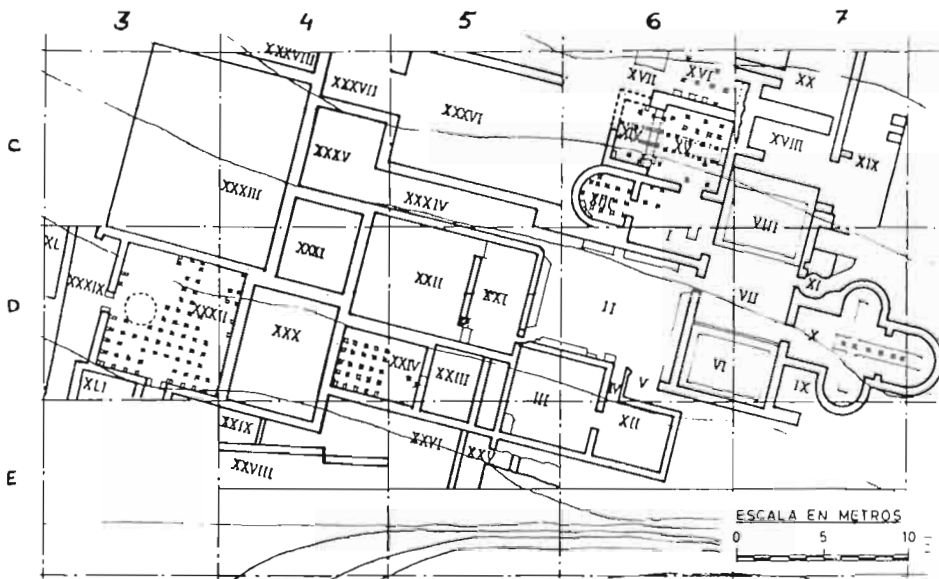 3 4 5 6 7
XXXVIII
XXXVII
XVII
XVI
XX
XXXVI
C
XIV
XV
XVIII
XXXV
XIX
XXXIII
XXXIV
XIII
VIII
I
XL
XXXI
XXXIX
XXII
XXI
II
VII
XI
D
XXXII
XXX
X
XXIV
XXIII
VI
IX
XLI
III
IV
V
XII
XXIX
XXVI
XXV
XXVIII
E
ESCALA EN METROS
0 5 10